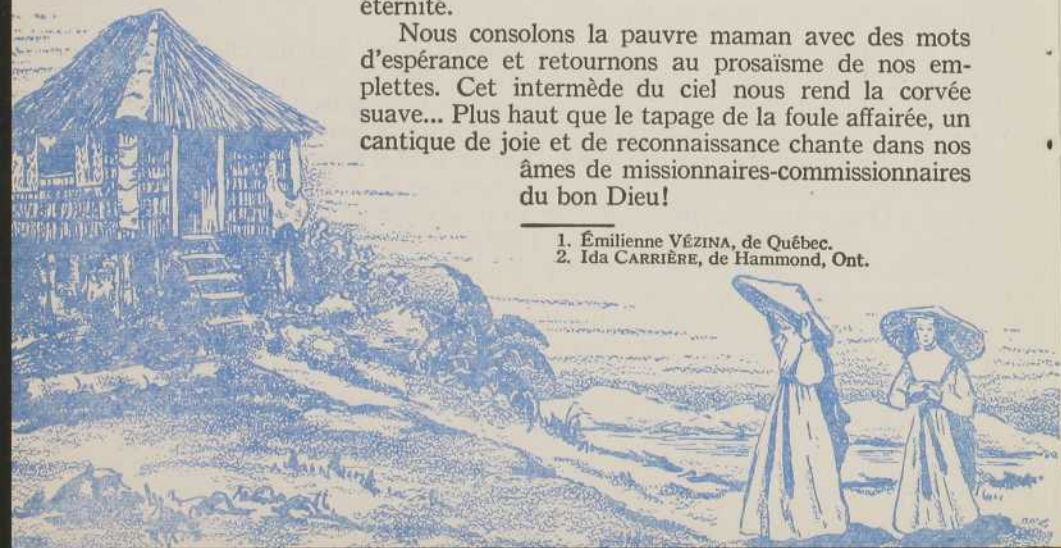 éternité.
Nous consolons la pauvre maman avec des mots
d'espérance et retournons au prosaïsme de nos em-
plettes. Cet intermède du ciel nous rend la corvée
suave... Plus haut que le tapage de la foule affairée, un
cantique de joie et de reconnaissance chante dans nos
âmes de missionnaires-commissionnaires
du bon Dieu!
1. Émilienne VÉZINA, de Québec.
2. Ida CARRIÈRE, de Hammond, Ont.